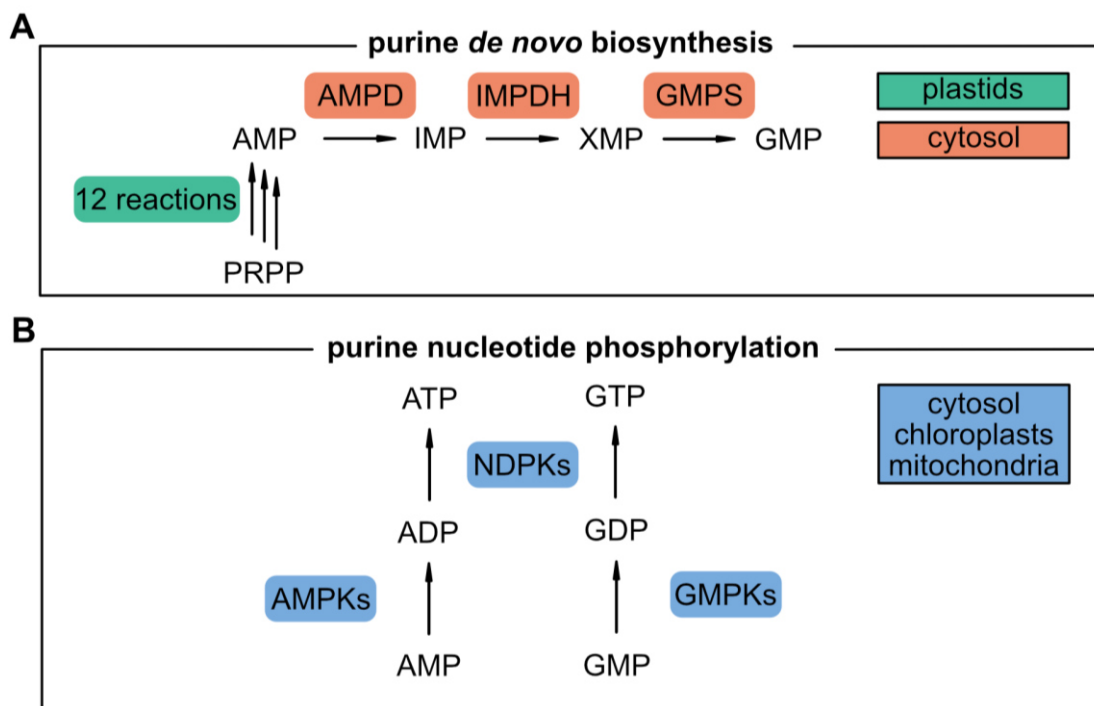 A
purine de novo biosynthesis
AMPD
IMPDH
GMPS
plastids
AMP
IMP
XMP
GMP
cytosol
12 reactions
PRPP
B
purine nucleotide phosphorylation
ATP
GTP
cytosol
chloroplasts
mitochondria
NDPKs
ADP
GDP
AMPKs
GMPKs
AMP
GMP